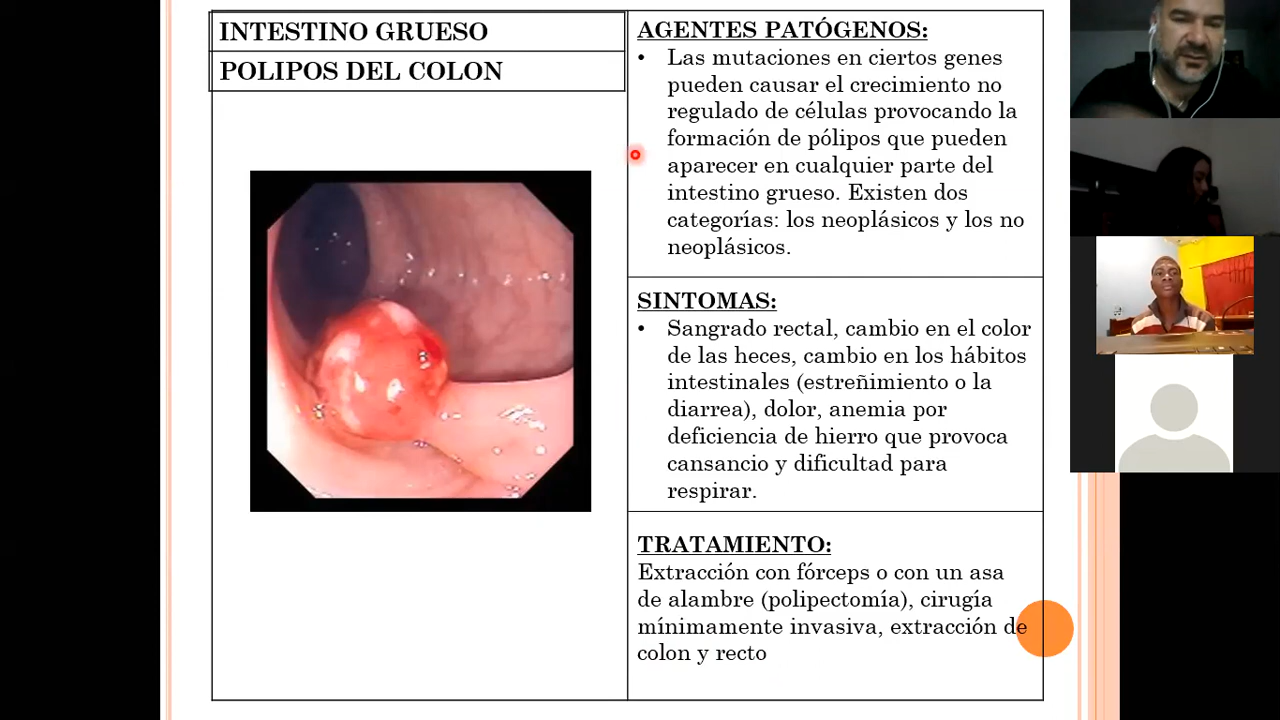 INTESTINO GRUESO
POLIPOS DEL COLON
AGENTES PATÓGENOS:
• Las mutaciones en ciertos genes
pueden causar el crecimiento no
regulado de células provocando la
formación de pólipos que pueden
aparecer en cualquier parte del
intestino grueso. Existen dos
categorías: los neoplásicos y los no
neoplásicos.
SINTOMAS:
• Sangrado rectal, cambio en el color
de las heces, cambio en los hábitos
intestinales (estreñimiento o la
diarrea), dolor, anemia por
deficiencia de hierro que provoca
cansancio y dificultad para
respirar.
TRATAMIENTO:
Extracción con fórceps o con un asa
de alambre (polipectomía), cirugía
mínimamente invasiva, extracción de
colon y recto